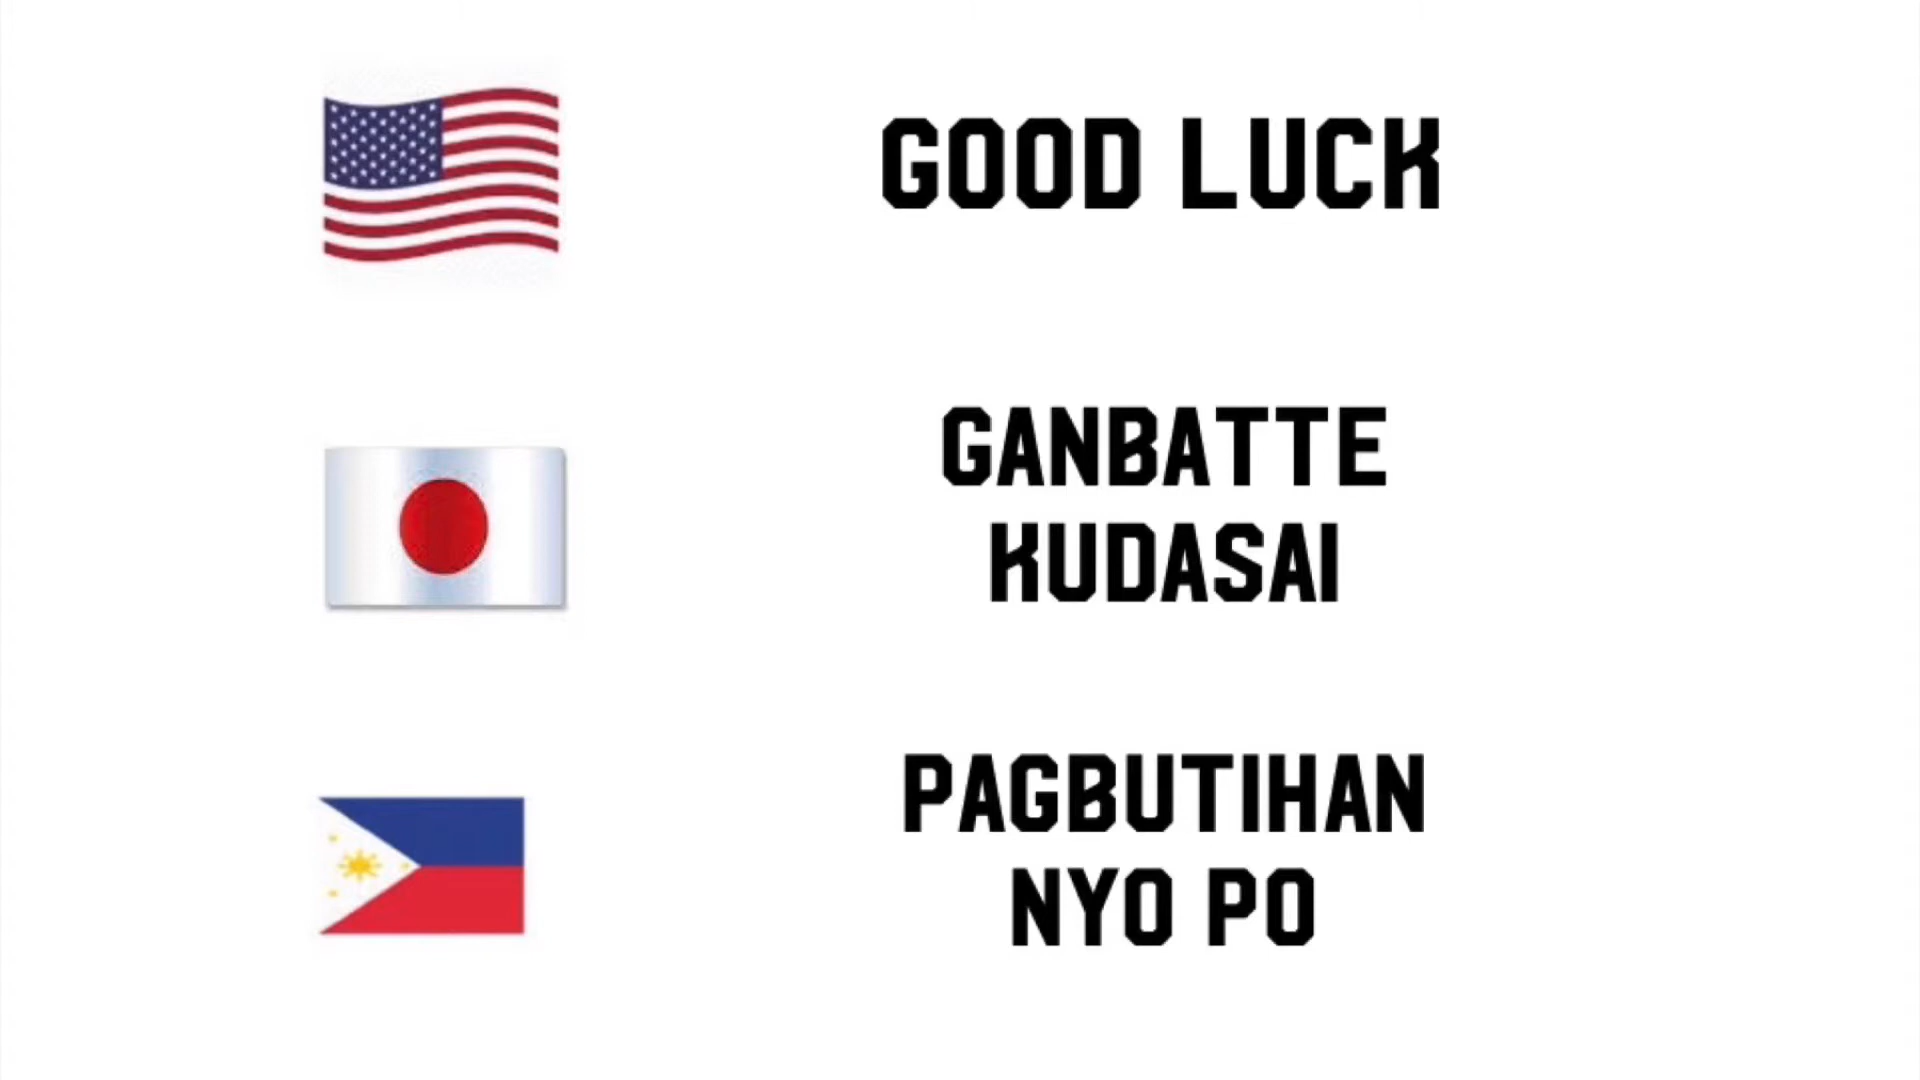 GOOD LUCK
GANBATTE
KUDASAI
PAGBUTIHAN
NYO PO